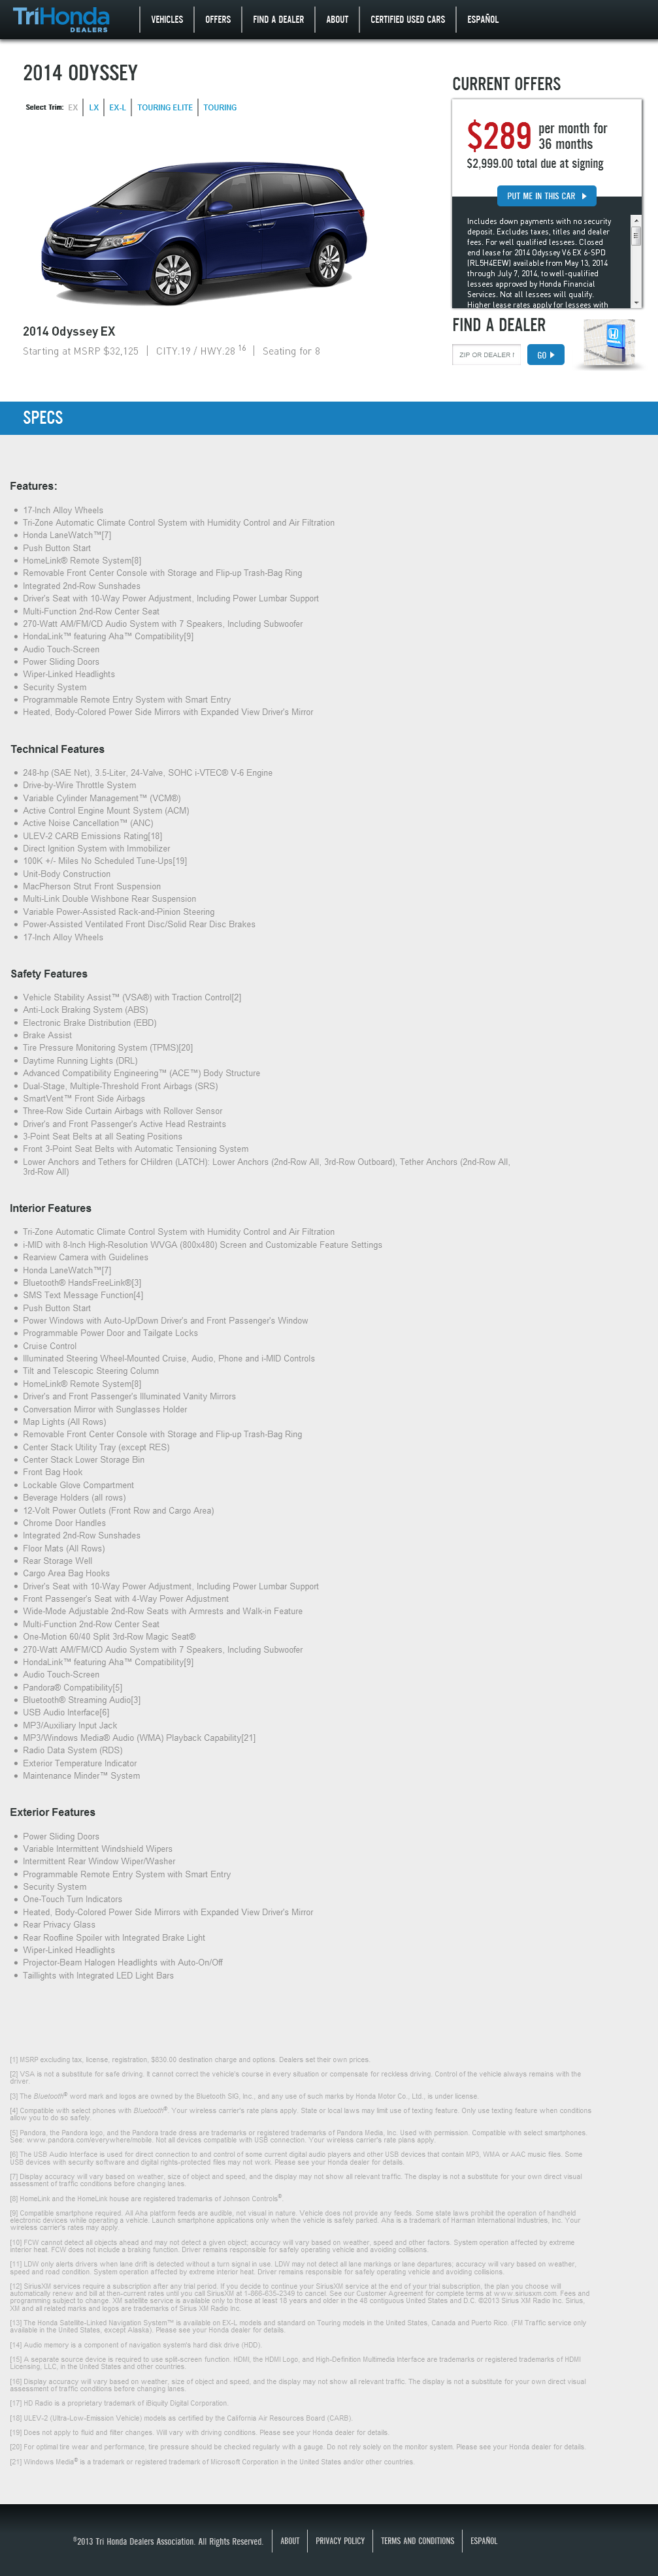 TriHonda
DEALERS
VEHICLES
OFFERS
FIND A DEALER
ABOUT
CERTIFIED USED CARS
ESPAÑOL
2014 ODYSSEY
Select Trim: EX LX EX-L TOURING ELITE TOURING
2014 Odyssey EX
Starting at MSRP $32,125 | CITY.19 / HWY.28 16 | Seating for 8
CURRENT OFFERS
$289 per month for
36 months
$2,999.00 total due at signing
PUT ME IN THIS CAR
Includes down payments with no security
deposit. Excludes taxes, titles and dealer
fees. For well qualified lessees. Closed
end lease for 2014 Odyssey V6 EX 6-SPD
(RL5H4EEW) available from May 13, 2014
through July 7, 2014, to well-qualified
lessees approved by Honda Financial
Services. Not all lessees will qualify.
Higher lease rates apply for lessees with
FIND A DEALER
ZIP OR DEALER
GO
SPECS
Features:
17-Inch Alloy Wheels
Tri-Zone Automatic Climate Control System with Humidity Control and Air Filtration
Honda LaneWatch™[7]
Push Button Start
HomeLink® Remote System[8]
Removable Front Center Console with Storage and Flip-up Trash-Bag Ring
Integrated 2nd-Row Sunshades
Driver's Seat with 10-Way Power Adjustment, Including Power Lumbar Support
Multi-Function 2nd-Row Center Seat
270-Watt AM/FM/CD Audio System with 7 Speakers, Including Subwoofer
HondaLink™ featuring Aha™ Compatibility[9]
Audio Touch-Screen
Power Sliding Doors
Wiper-Linked Headlights
Security System
Programmable Remote Entry System with Smart Entry
Heated, Body-Colored Power Side Mirrors with Expanded View Driver's Mirror
Technical Features
248-hp (SAE Net), 3.5-Liter, 24-Valve, SOHC i-VTEC® V-6 Engine
Drive-by-Wire Throttle System
Variable Cylinder Management™ (VCM®)
Active Control Engine Mount System (ACM)
Active Noise Cancellation™ (ANC)
ULEV-2 CARB Emissions Rating[18]
Direct Ignition System with Immobilizer
100K +/- Miles No Scheduled Tune-Ups[19]
Unit-Body Construction
MacPherson Strut Front Suspension
Multi-Link Double Wishbone Rear Suspension
Variable Power-Assisted Rack-and-Pinion Steering
Power-Assisted Ventilated Front Disc/Solid Rear Disc Brakes
17-Inch Alloy Wheels
Safety Features
Vehicle Stability Assist™ (VSA®) with Traction Control[2]
Anti-Lock Braking System (ABS)
Electronic Brake Distribution (EBD)
Brake Assist
Tire Pressure Monitoring System (TPMS)[20]
Daytime Running Lights (DRL)
Advanced Compatibility Engineering™ (ACE™) Body Structure
Dual-Stage, Multiple-Threshold Front Airbags (SRS)
SmartVent™ Front Side Airbags
Three-Row Side Curtain Airbags with Rollover Sensor
Driver's and Front Passenger's Active Head Restraints
3-Point Seat Belts at all Seating Positions
Front 3-Point Seat Belts with Automatic Tensioning System
Lower Anchors and Tethers for CHildren (LATCH): Lower Anchors (2nd-Row All, 3rd-Row Outboard), Tether Anchors (2nd-Row All,
3rd-Row All)
Interior Features
Tri-Zone Automatic Climate Control System with Humidity Control and Air Filtration
i-MID with 8-Inch High-Resolution WVGA (800x480) Screen and Customizable Feature Settings
Rearview Camera with Guidelines
Honda LaneWatch™[7]
Bluetooth® HandsFreeLink®[3]
SMS Text Message Function[4]
Push Button Start
Power Windows with Auto-Up/Down Driver's and Front Passenger's Window
Programmable Power Door and Tailgate Locks
Cruise Control
Illuminated Steering Wheel-Mounted Cruise, Audio, Phone and i-MID Controls
Tilt and Telescopic Steering Column
HomeLink® Remote System[8]
Driver's and Front Passenger's Illuminated Vanity Mirrors
Conversation Mirror with Sunglasses Holder
Map Lights (All Rows)
Removable Front Center Console with Storage and Flip-up Trash-Bag Ring
Center Stack Utility Tray (except RES)
Center Stack Lower Storage Bin
Front Bag Hook
Lockable Glove Compartment
Beverage Holders (all rows)
12-Volt Power Outlets (Front Row and Cargo Area)
Chrome Door Handles
Integrated 2nd-Row Sunshades
Floor Mats (All Rows)
Rear Storage Well
Cargo Area Bag Hooks
Driver's Seat with 10-Way Power Adjustment, Including Power Lumbar Support
Front Passenger's Seat with 4-Way Power Adjustment
Wide-Mode Adjustable 2nd-Row Seats with Armrests and Walk-in Feature
Multi-Function 2nd-Row Center Seat
One-Motion 60/40 Split 3rd-Row Magic Seat®
270-Watt AM/FM/CD Audio System with 7 Speakers, Including Subwoofer
HondaLink™ featuring Aha™ Compatibility[9]
Audio Touch-Screen
Pandora® Compatibility[5]
Bluetooth® Streaming Audio[3]
USB Audio Interface[6]
MP3/Auxiliary Input Jack
MP3/Windows Media® Audio (WMA) Playback Capability[21]
Radio Data System (RDS)
Exterior Temperature Indicator
Maintenance Minder™ System
Exterior Features
Power Sliding Doors
Variable Intermittent Windshield Wipers
Intermittent Rear Window Wiper/Washer
Programmable Remote Entry System with Smart Entry
Security System
One-Touch Turn Indicators
Heated, Body-Colored Power Side Mirrors with Expanded View Driver's Mirror
Rear Privacy Glass
Rear Roofline Spoiler with Integrated Brake Light
Wiper-Linked Headlights
Projector-Beam Halogen Headlights with Auto-On/Off
Taillights with Integrated LED Light Bars
[1] MSRP excluding tax, license, registration, $830.00 destination charge and options. Dealers set their own prices.
[2] VSA is not a substitute for safe driving. It cannot correct the vehicle's course in every situation or compensate for reckless driving. Control of the vehicle always remains with the
driver.
[3] The Bluetooth® word mark and logos are owned by the Bluetooth SIG, Inc., and any use of such marks by Honda Motor Co., Ltd., is under license.
[4] Compatible with select phones with Bluetooth®. Your wireless carrier's rate plans apply. State or local laws may limit use of texting feature. Only use texting feature when conditions
allow you to do so safely.
[5] Pandora, the Pandora logo, and the Pandora trade dress are trademarks or registered trademarks of Pandora Media, Inc. Used with permission. Compatible with select smartphones.
See: www.pandora.com/everywhere/mobile. Not all devices compatible with USB connection. Your wireless carrier's rate plans apply.
[6] The USB Audio Interface is used for direct connection to and control of some current digital audio players and other USB devices that contain MP3, WMA or AAC music files. Some
USB devices with security software and digital rights-protected files may not work. Please see your Honda dealer for details.
[7] Display accuracy will vary based on weather, size of object and speed, and the display may not show all relevant traffic. The display is not a substitute for your own direct visual
assessment of traffic conditions before changing lanes.
[8] HomeLink and the HomeLink house are registered trademarks of Johnson Controls®.
[9] Compatible smartphone required. All Aha platform feeds are audible, not visual in nature. Vehicle does not provide any feeds. Some state laws prohibit the operation of handheld
electronic devices while operating a vehicle. Launch smartphone applications only when the vehicle is safely parked. Aha is a trademark of Harman International Industries, Inc. Your
wireless carrier's rates may apply.
[10] FCW cannot detect all objects ahead and may not detect a given object; accuracy will vary based on weather, speed and other factors. System operation affected by extreme
interior heat. FCW does not include a braking function. Driver remains responsible for safely operating vehicle and avoiding collisions.
[11] LDW only alerts drivers when lane drift is detected without a turn signal in use. LDW may not detect all lane markings or lane departures; accuracy will vary based on weather,
speed and road condition. System operation affected by extreme interior heat. Driver remains responsible for safely operating vehicle and avoiding collisions.
[12] SiriusXM services require a subscription after any trial period. If you decide to continue your SiriusXM service at the end of your trial subscription, the plan you choose will
automatically renew and bill at then-current rates until you call SiriusXM at 1-866-635-2349 to cancel. See our Customer Agreement for complete terms at www.siriusxm.com. Fees and
programming subject to change. XM satellite service is available only to those at least 18 years and older in the 48 contiguous United States and D.C. ©2013 Sirius XM Radio Inc. Sirius,
XM and all related marks and logos are trademarks of Sirius XM Radio Inc.
[13] The Honda Satellite-Linked Navigation System™ is available on EX-L models and standard on Touring models in the United States, Canada and Puerto Rico. (FM Traffic service only
available in the United States, except Alaska). Please see your Honda dealer for details.
[14] Audio memory is a component of navigation system's hard disk drive (HDD).
[15] A separate source device is required to use split-screen function. HDMI, the HDMI Logo, and High-Definition Multimedia Interface are trademarks or registered trademarks of HDMI
Licensing, LLC, in the United States and other countries.
[16] Display accuracy will vary based on weather, size of object and speed, and the display may not show all relevant traffic. The display is not a substitute for your own direct visual
assessment of traffic conditions before changing lanes.
[17] HD Radio is a proprietary trademark of iBiquity Digital Corporation.
[18] ULEV-2 (Ultra-Low-Emission Vehicle) models as certified by the California Air Resources Board (CARB).
[19] Does not apply to fluid and filter changes. Will vary with driving conditions. Please see your Honda dealer for details.
[20] For optimal tire wear and performance, tire pressure should be checked regularly with a gauge. Do not rely solely on the monitor system. Please see your Honda dealer for details.
[21] Windows Media® is a trademark or registered trademark of Microsoft Corporation in the United States and/or other countries.
©2013 Tri Honda Dealers Association. All Rights Reserved.
ABOUT
PRIVACY POLICY
TERMS AND CONDITIONS
ESPAÑOL